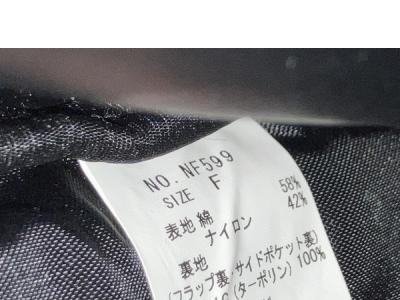 NO. NF599
SIZE F
表地 綿 58%
ナイロン 42%
裏地
(フラップ裏・サイドポケット裏)
(ターポリン) 100%